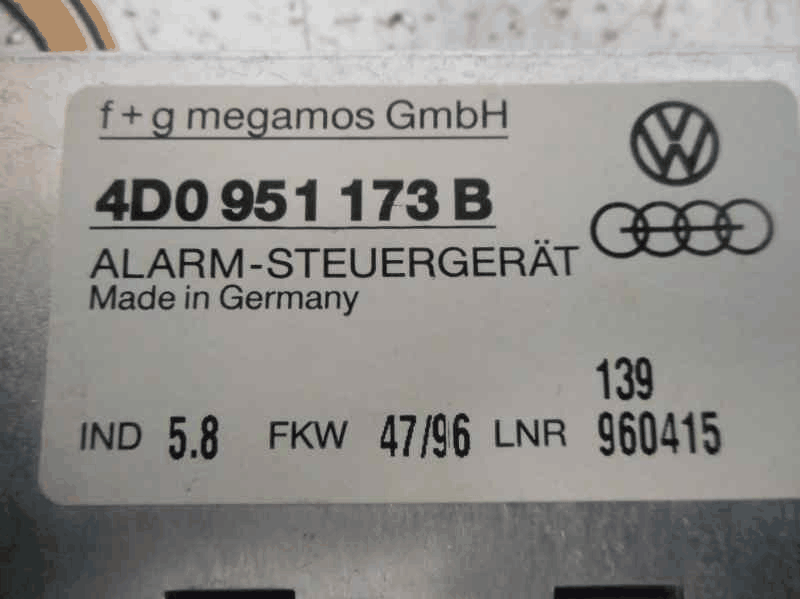 f+g megamos GmbH
4D0 951 173 B
ALARM-STEUERGERÄT
Made in Germany
139
IND 5.8 FKW 47/96 LNR 960415